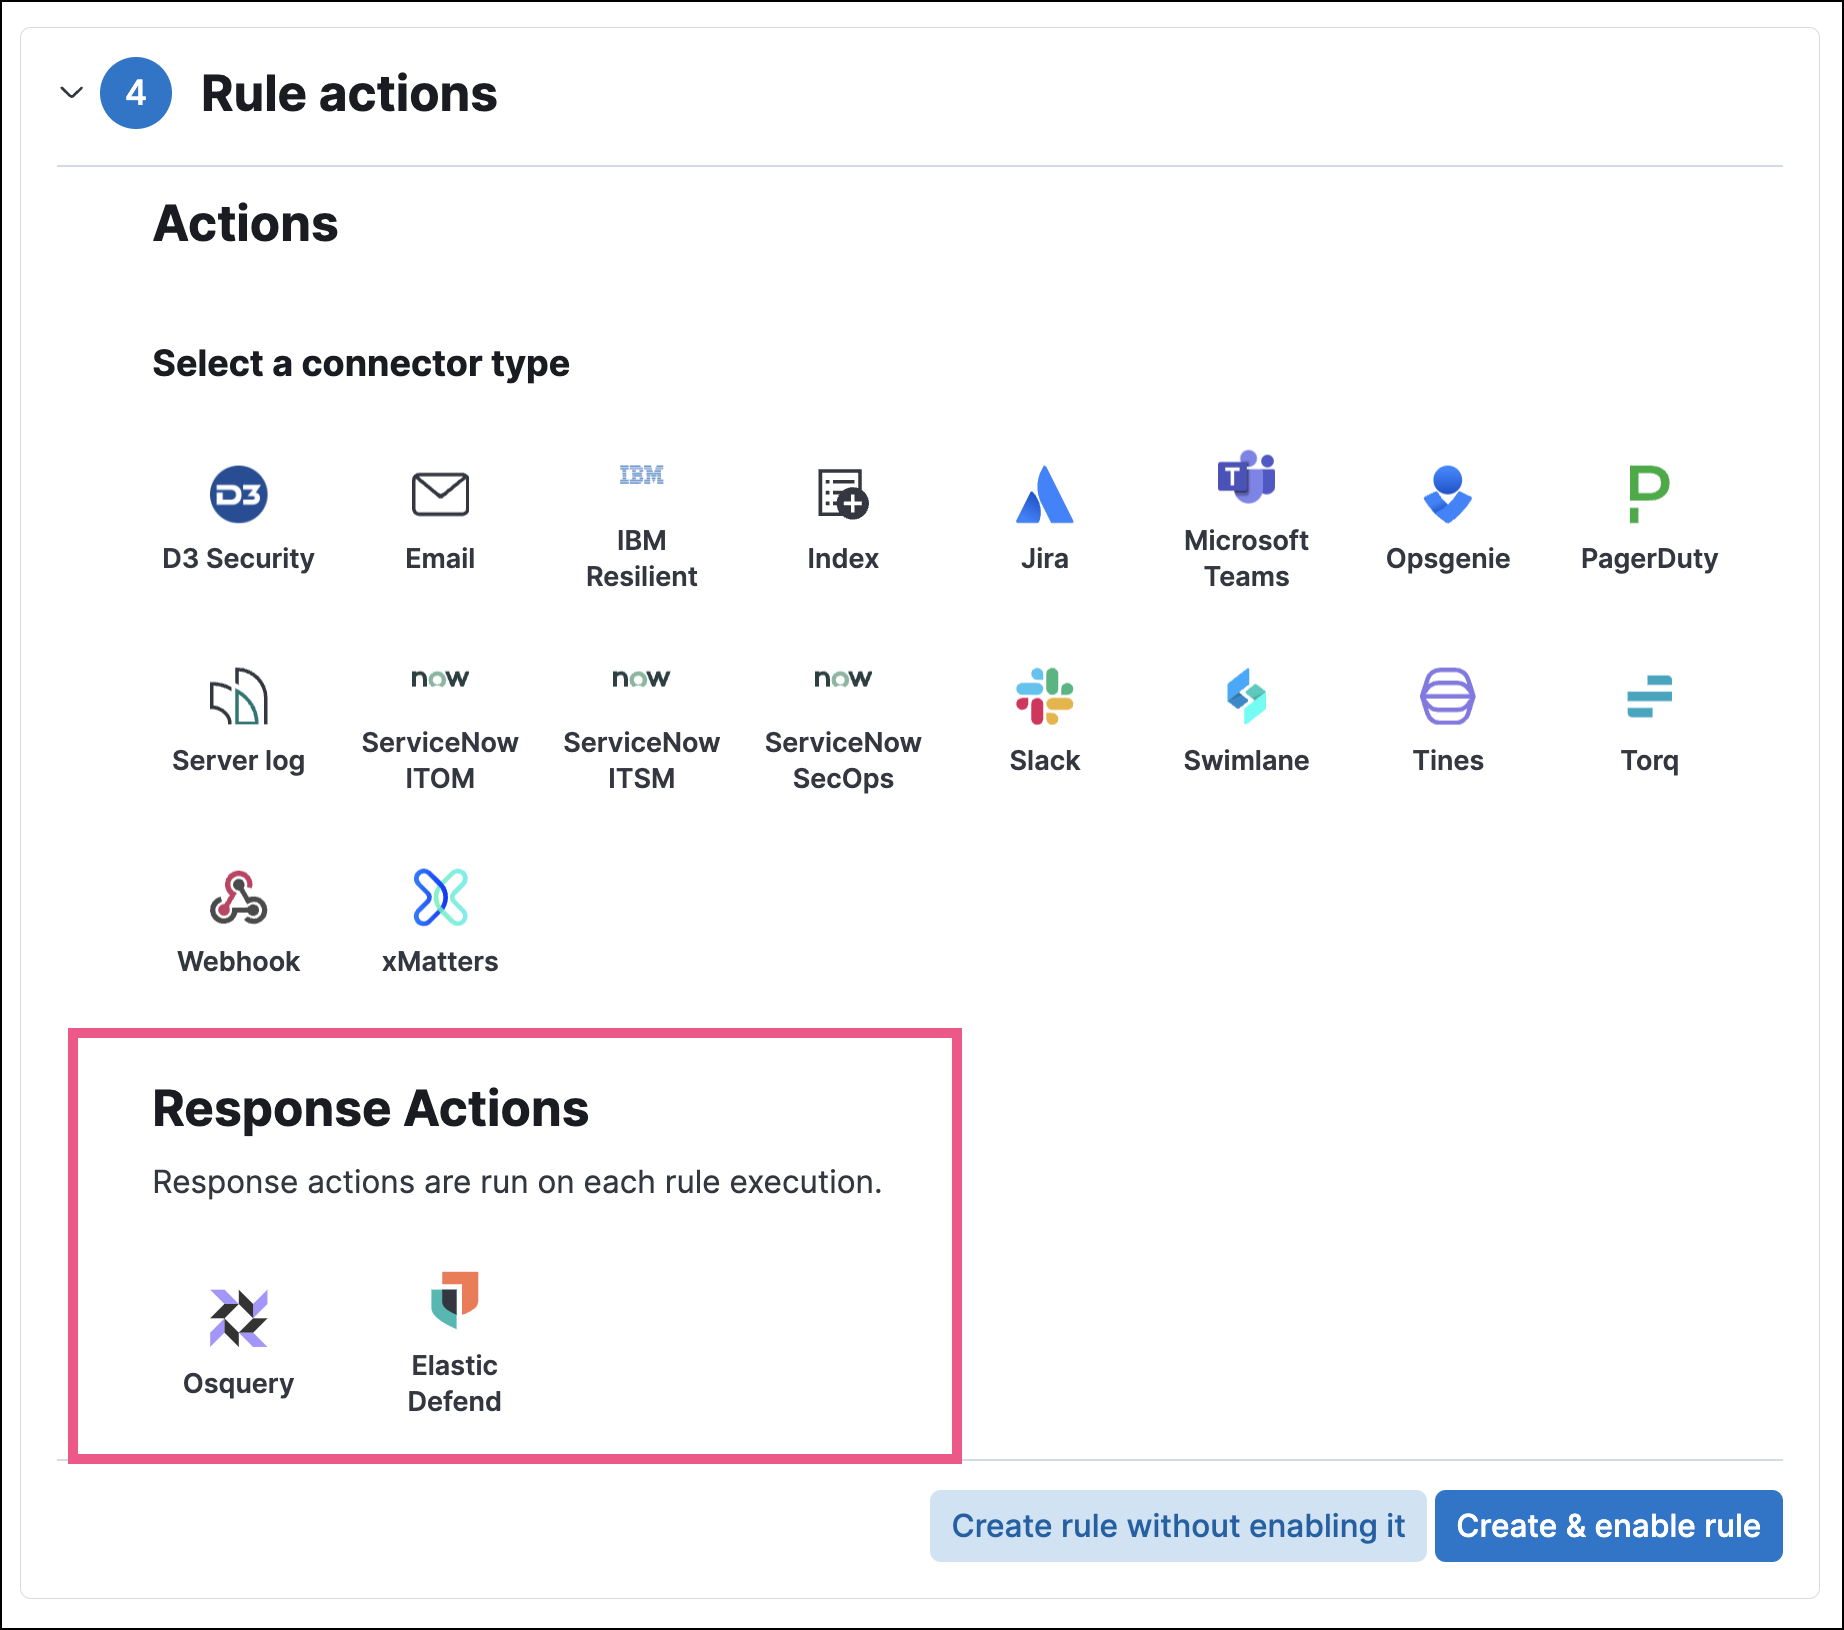 4 Rule actions
Actions
Select a connector type
D3
D3 Security
Email
IBM
IBM
Resilient
Index
Jira
T
Microsoft
Teams
Opsgenie
P
PagerDuty
Server log
now
ServiceNow
ITOM
now
ServiceNow
ITSM
now
ServiceNow
SecOps
Slack
Swimlane
Tines
Torq
Webhook
xMatters
Response Actions
Response actions are run on each rule execution.
Osquery
Elastic
Defend
Create rule without enabling it
Create & enable rule